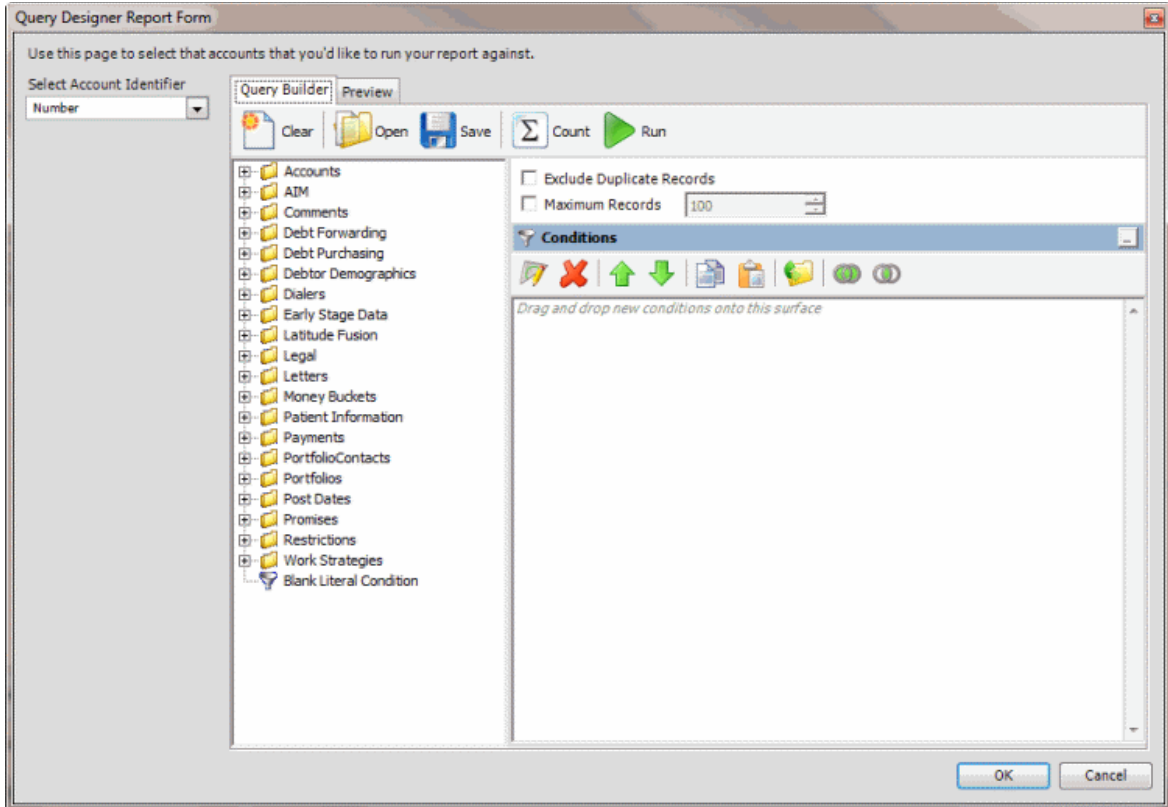 Query Designer Report Form
Use this page to select that accounts that you'd like to run your report against.
Select Account Identifier
Number
Query Builder Preview
Clear Open Save Count Run
Accounts
AIM
Comments
Debt Forwarding
Debt Purchasing
Debtor Demographics
Dialers
Early Stage Data
Latitude Fusion
Legal
Letters
Money Buckets
Patient Information
Payments
PortfolioContacts
Portfolios
Post Dates
Promises
Restrictions
Work Strategies
Blank Literal Condition
Exclude Duplicate Records
Maximum Records 100
Conditions
Drag and drop new conditions onto this surface
OK Cancel